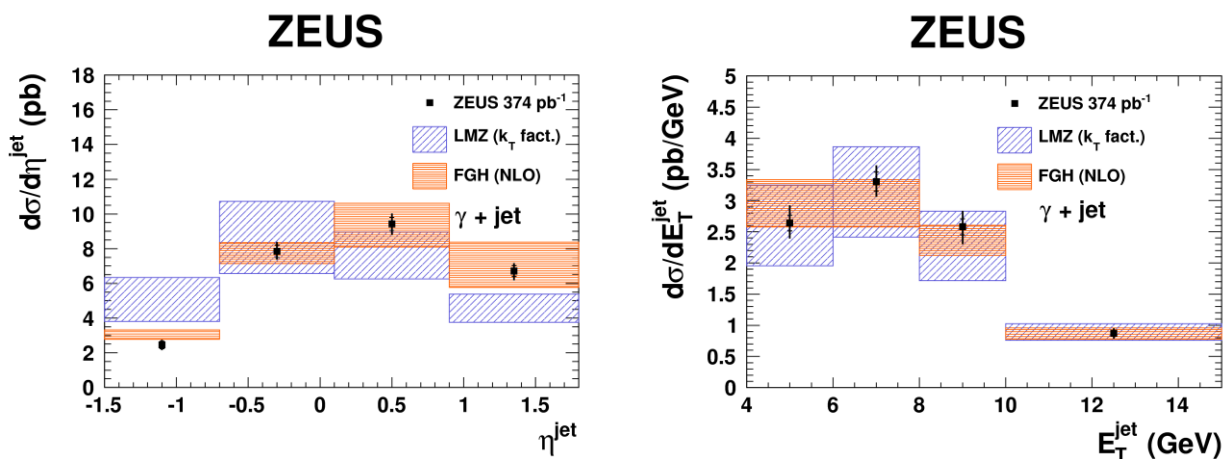 ZEUS
dσ/dη^jet (pb)
18
16
14
12
10
8
6
4
2
0
-1.5 -1 -0.5 0 0.5 1 1.5
η^jet
ZEUS 374 pb⁻¹
LMZ (k_T fact.)
FGH (NLO)
γ + jet
ZEUS
dσ/dE_T^jet (pb/GeV)
5
4.5
4
3.5
3
2.5
2
1.5
1
0.5
0
4 6 8 10 12 14
E_T^jet (GeV)
ZEUS 374 pb⁻¹
LMZ (k_T fact.)
FGH (NLO)
γ + jet